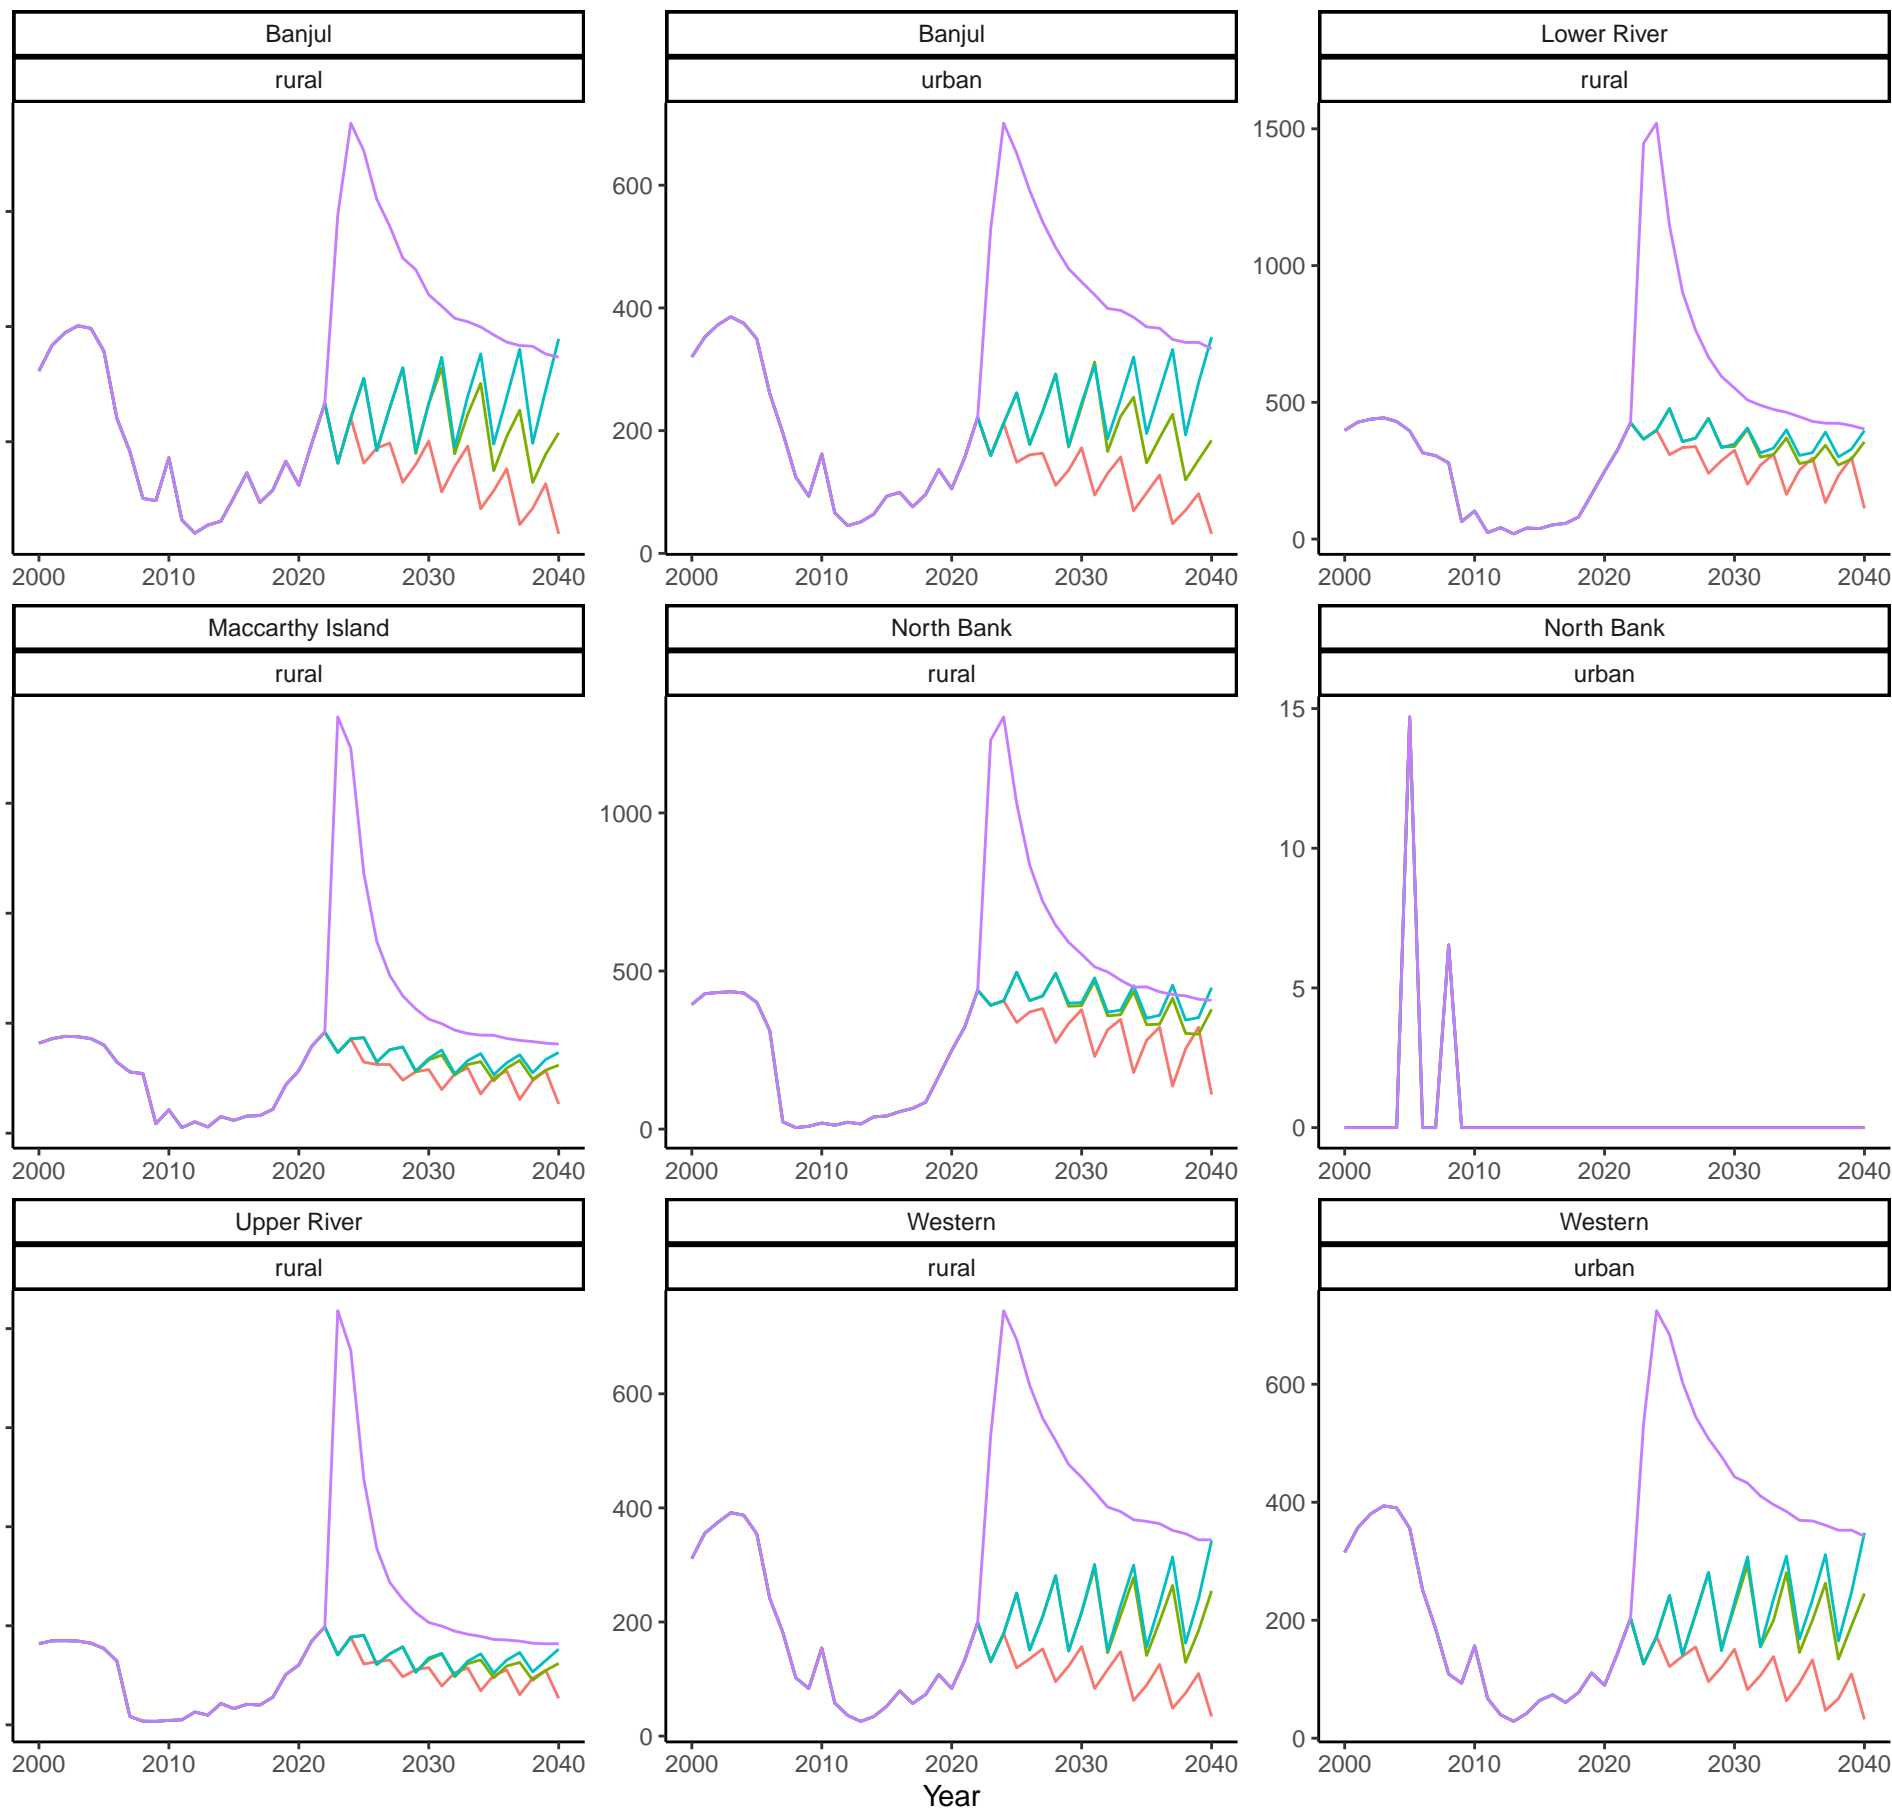 Banjul
rural
Banjul
urban
Lower River
rural
600
400
200
0
1500
1000
500
0
2000 2010 2020 2030 2040
2000 2010 2020 2030 2040
2000 2010 2020 2030 2040
Maccarthy Island
rural
North Bank
rural
North Bank
urban
1000
500
0
15
10
5
0
2000 2010 2020 2030 2040
2000 2010 2020 2030 2040
2000 2010 2020 2030 2040
Upper River
rural
Western
rural
Western
urban
600
400
200
0
600
400
200
0
2000 2010 2020 2030 2040
2000 2010 2020 2030 2040
2000 2010 2020 2030 2040
Year